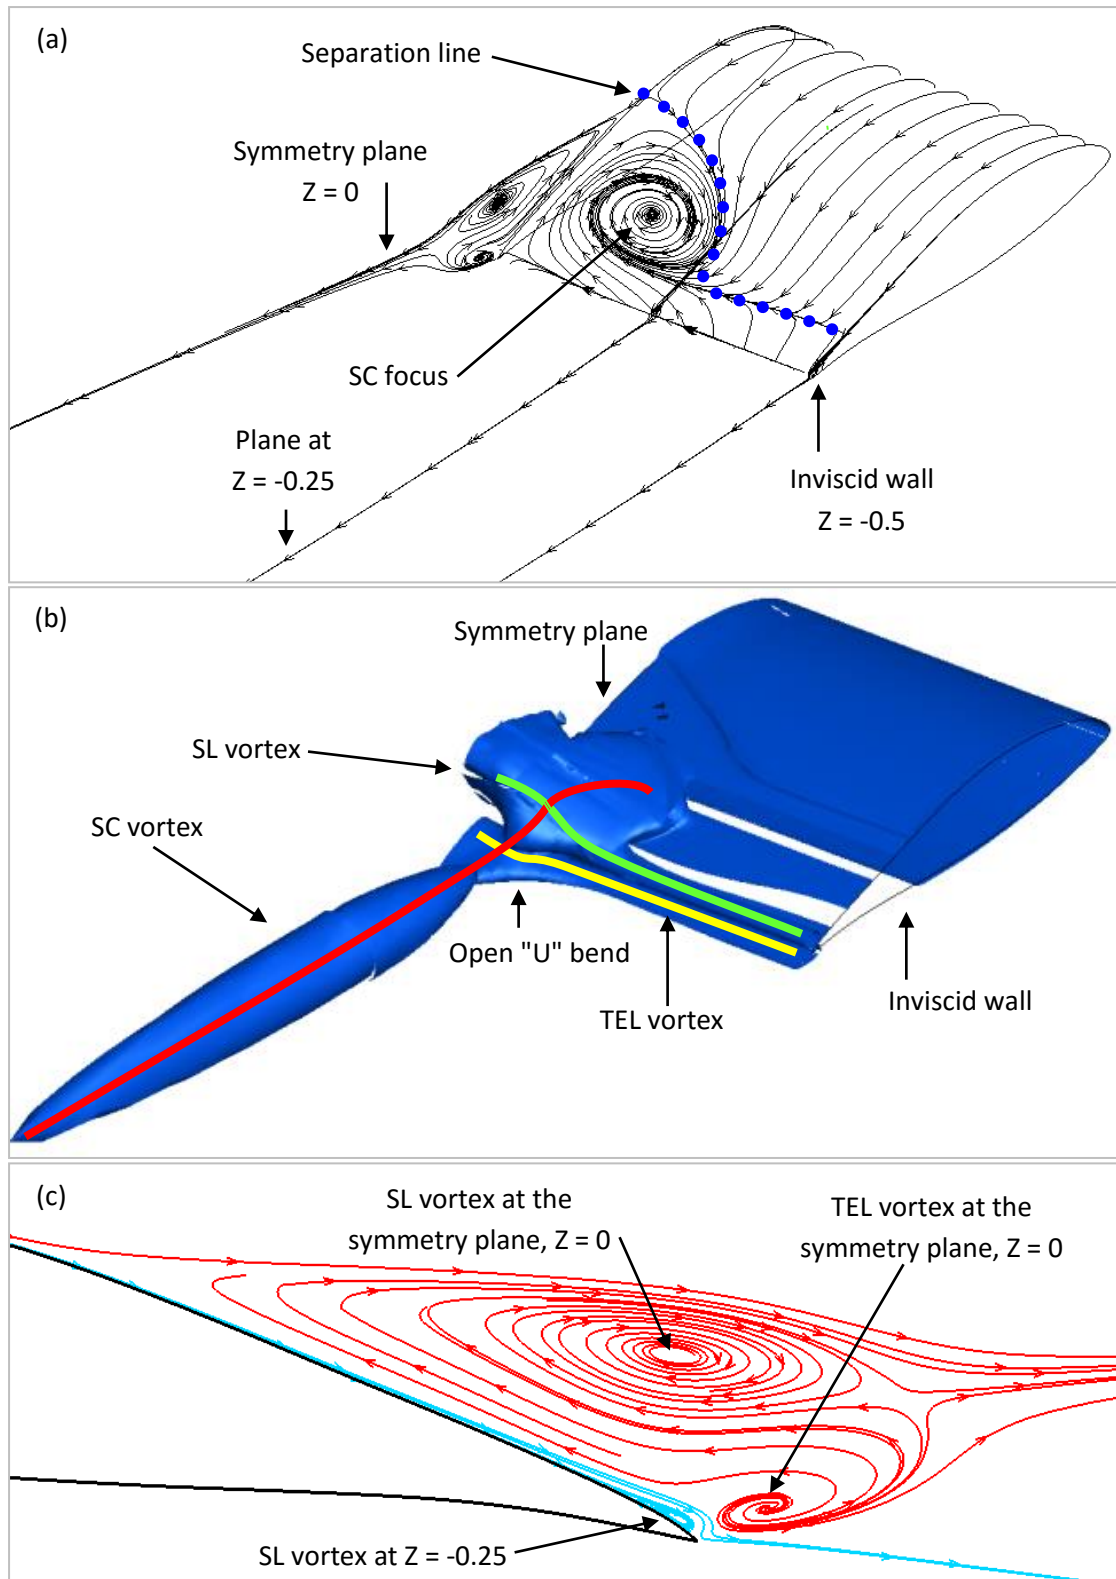 (a)
Separation line
Symmetry plane
Z = 0
SC focus
Plane at
Z = -0.25
Inviscid wall
Z = -0.5
(b)
Symmetry plane
SL vortex
SC vortex
Open "U" bend
TEL vortex
Inviscid wall
(c)
SL vortex at the
symmetry plane, Z = 0
TEL vortex at the
symmetry plane, Z = 0
SL vortex at Z = -0.25